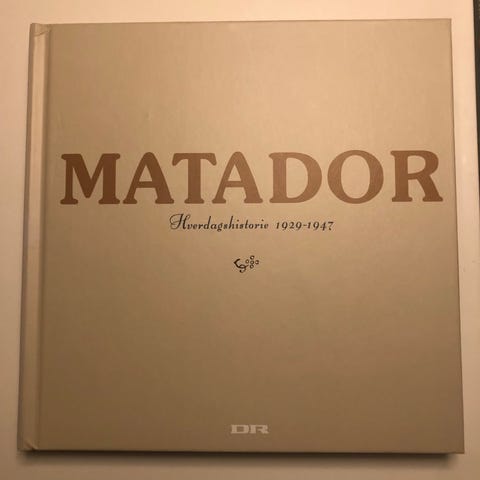 MATADOR
Hverdagshistorie 1929-1947
DR